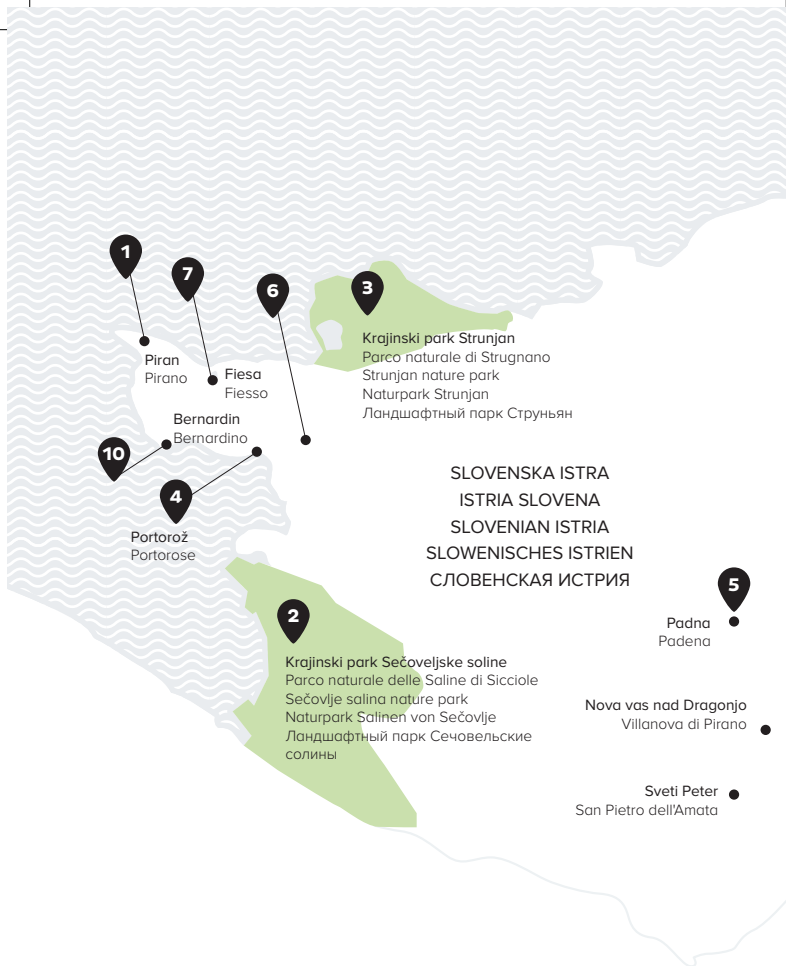 1
7
6
3
Krajinski park Strunjan
Parco naturale di Strugnano
Strunjan nature park
Naturpark Strunjan
Ландшафтный парк Струньян
Piran
Pirano
Fiesa
Fiesso
Bernardin
Bernardino
10
4
Portorož
Portorose
SLOVENSKA ISTRA
ISTRIA SLOVENA
SLOVENIAN ISTRIA
SLOWENISCHES ISTRIEN
СЛОВЕНСКАЯ ИСТРИЯ
5
Padna
Padena
2
Krajinski park Sečoveljske soline
Parco naturale delle Saline di Sicciole
Sečovlje salina nature park
Naturpark Salinen von Sečovlje
Ландшафтный парк Сечовельские
солины
Nova vas nad Dragonjo
Villanova di Pirano
Sveti Peter
San Pietro dell'Amata